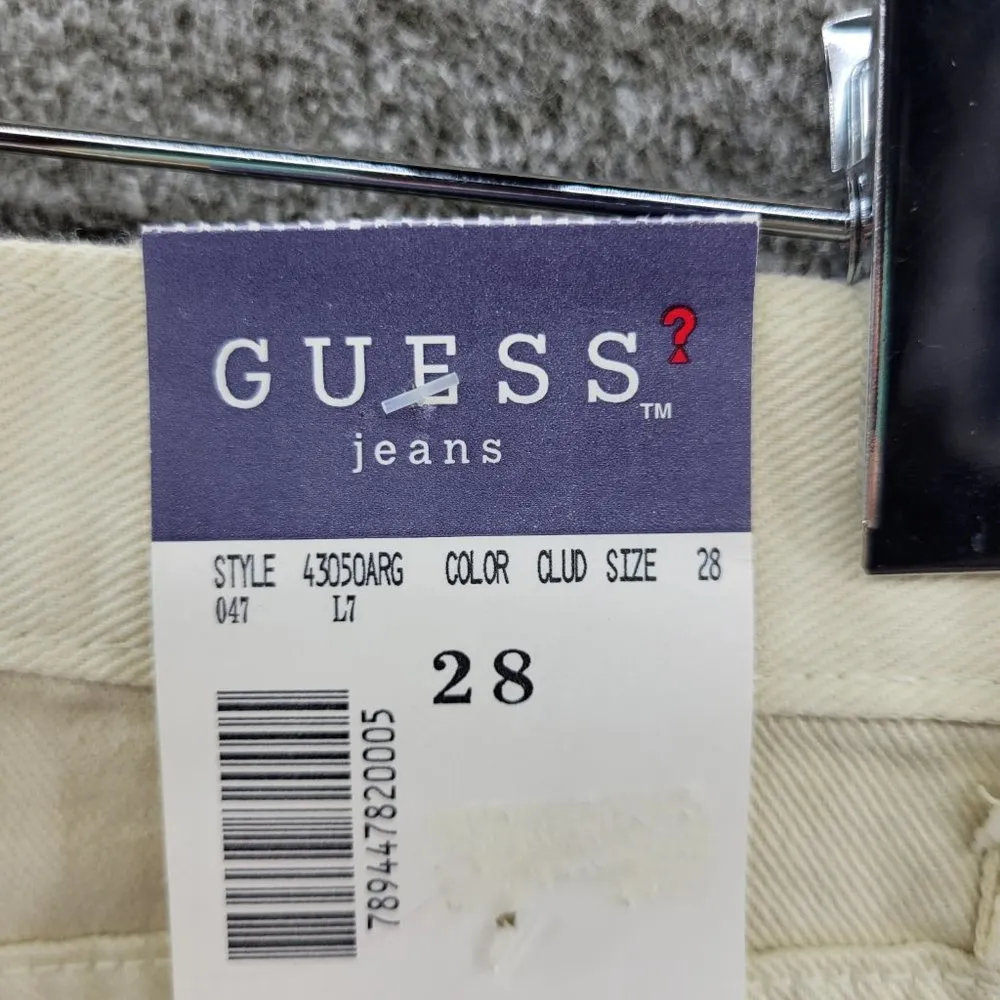 GUESS?™
jeans
STYLE 43050ARG COLOR CLUD SIZE 28
047 L7
28
789447820005